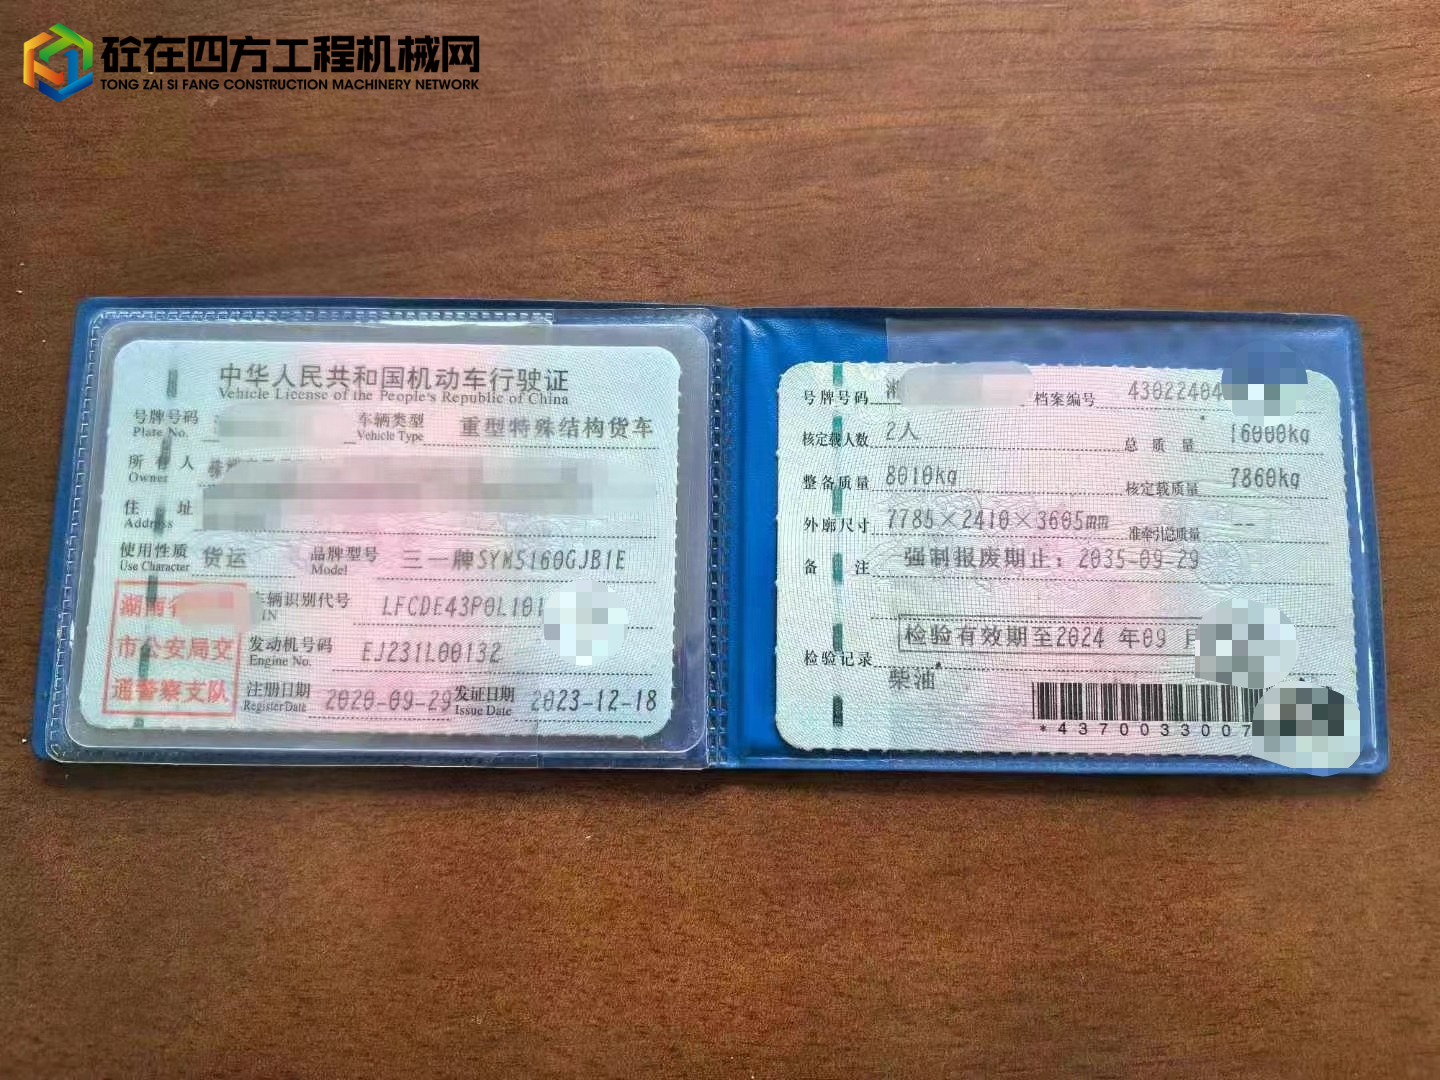 砼在四方工程机械网
TONG ZAI SI FANG CONSTRUCTION MACHINERY NETWORK
中华人民共和国机动车行驶证
Vehicle License of the People's Republic of China
号牌号码 车辆类型 重型特殊结构货车
Plate No. Vehicle Type
所有人
Owner
住址
Address
使用性质 货运 品牌型号 三一牌SYM5160GJB1E
Use Character Model
湖南省 车辆识别代号 LFCDE43P0L101
IN
市公安局交 发动机号码 EJ231L00132
Engine No.
通警察支队 注册日期 2020-09-29 发证日期 2023-12-18
Register Date Issue Date
号牌号码 湘 档案编号 43022404
核定载人数 2人 总质量 16000kg
整备质量 8010kg 核定载质量 7860kg
外廓尺寸 7785×2410×3605mm 准牵引总质量 --
备注 强制报废期止：2035-09-29
检验有效期至2024 年09 月
检验记录
柴油
*4370033007